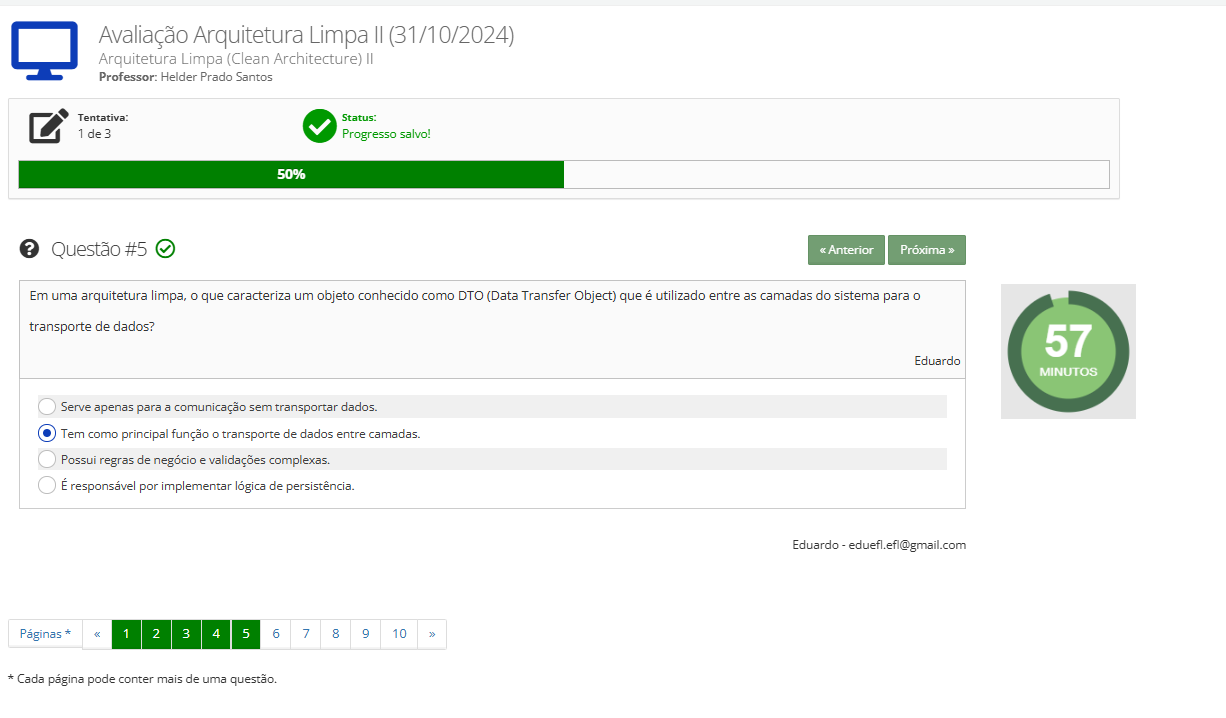 Avaliação Arquitetura Limpa II (31/10/2024)
Arquitetura Limpa (Clean Architecture) II
Professor: Helder Prado Santos
Tentativa:
1 de 3
Status:
Progresso salvo!
50%
Questão #5
« Anterior
Próxima »
Em uma arquitetura limpa, o que caracteriza um objeto conhecido como DTO (Data Transfer Object) que é utilizado entre as camadas do sistema para o
transporte de dados?
Eduardo
57
MINUTOS
Serve apenas para a comunicação sem transportar dados.
Tem como principal função o transporte de dados entre camadas.
Possui regras de negócio e validações complexas.
É responsável por implementar lógica de persistência.
Eduardo - eduefl.efl@gmail.com
Páginas * « 1 2 3 4 5 6 7 8 9 10 »
* Cada página pode conter mais de uma questão.